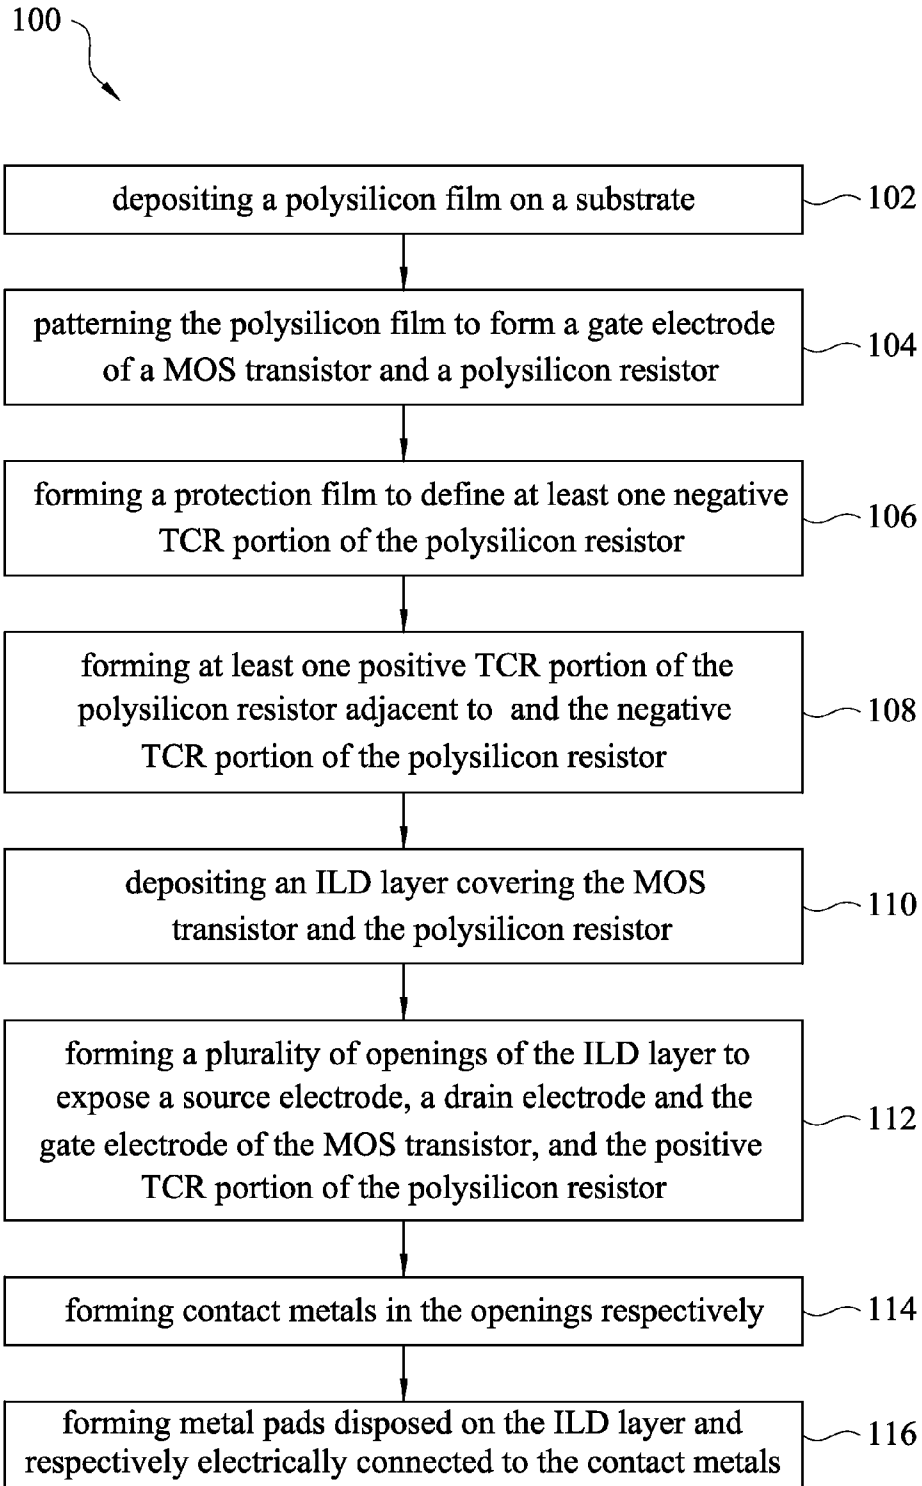 100
depositing a polysilicon film on a substrate
102
patterning the polysilicon film to form a gate electrode
of a MOS transistor and a polysilicon resistor
104
forming a protection film to define at least one negative
TCR portion of the polysilicon resistor
106
forming at least one positive TCR portion of the
polysilicon resistor adjacent to and the negative
TCR portion of the polysilicon resistor
108
depositing an ILD layer covering the MOS
transistor and the polysilicon resistor
110
forming a plurality of openings of the ILD layer to
expose a source electrode, a drain electrode and the
gate electrode of the MOS transistor, and the positive
TCR portion of the polysilicon resistor
112
forming contact metals in the openings respectively
114
forming metal pads disposed on the ILD layer and
respectively electrically connected to the contact metals
116